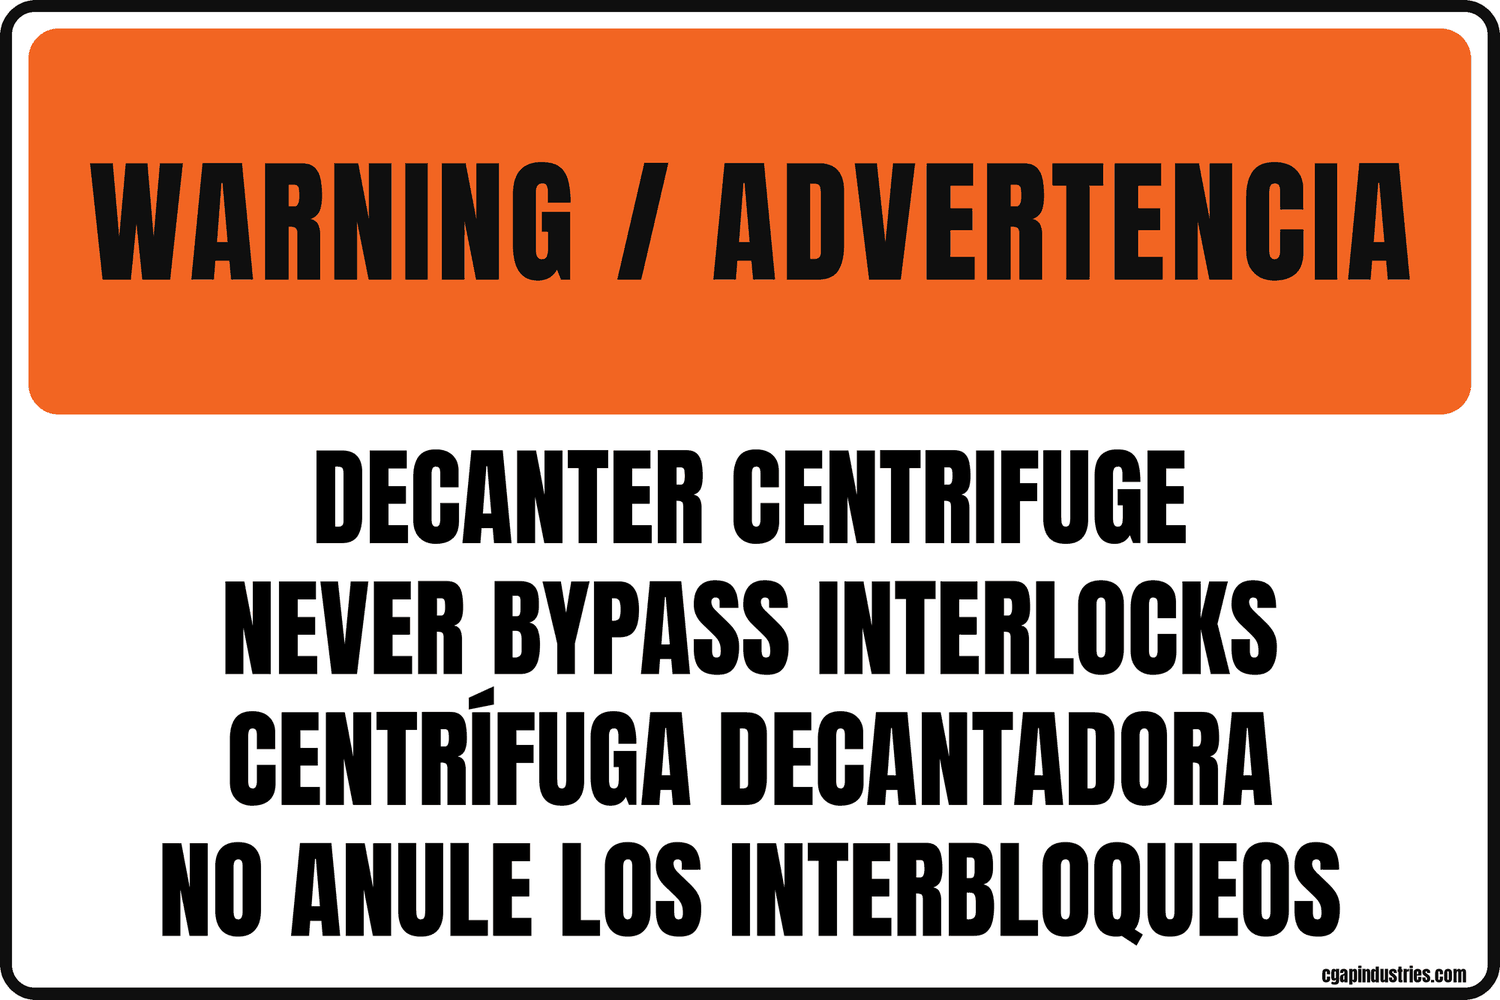 WARNING / ADVERTENCIA
DECANTER CENTRIFUGE
NEVER BYPASS INTERLOCKS
CENTRÍFUGA DECANTADORA
NO ANULE LOS INTERBLOQUEOS
cgapindustries.com